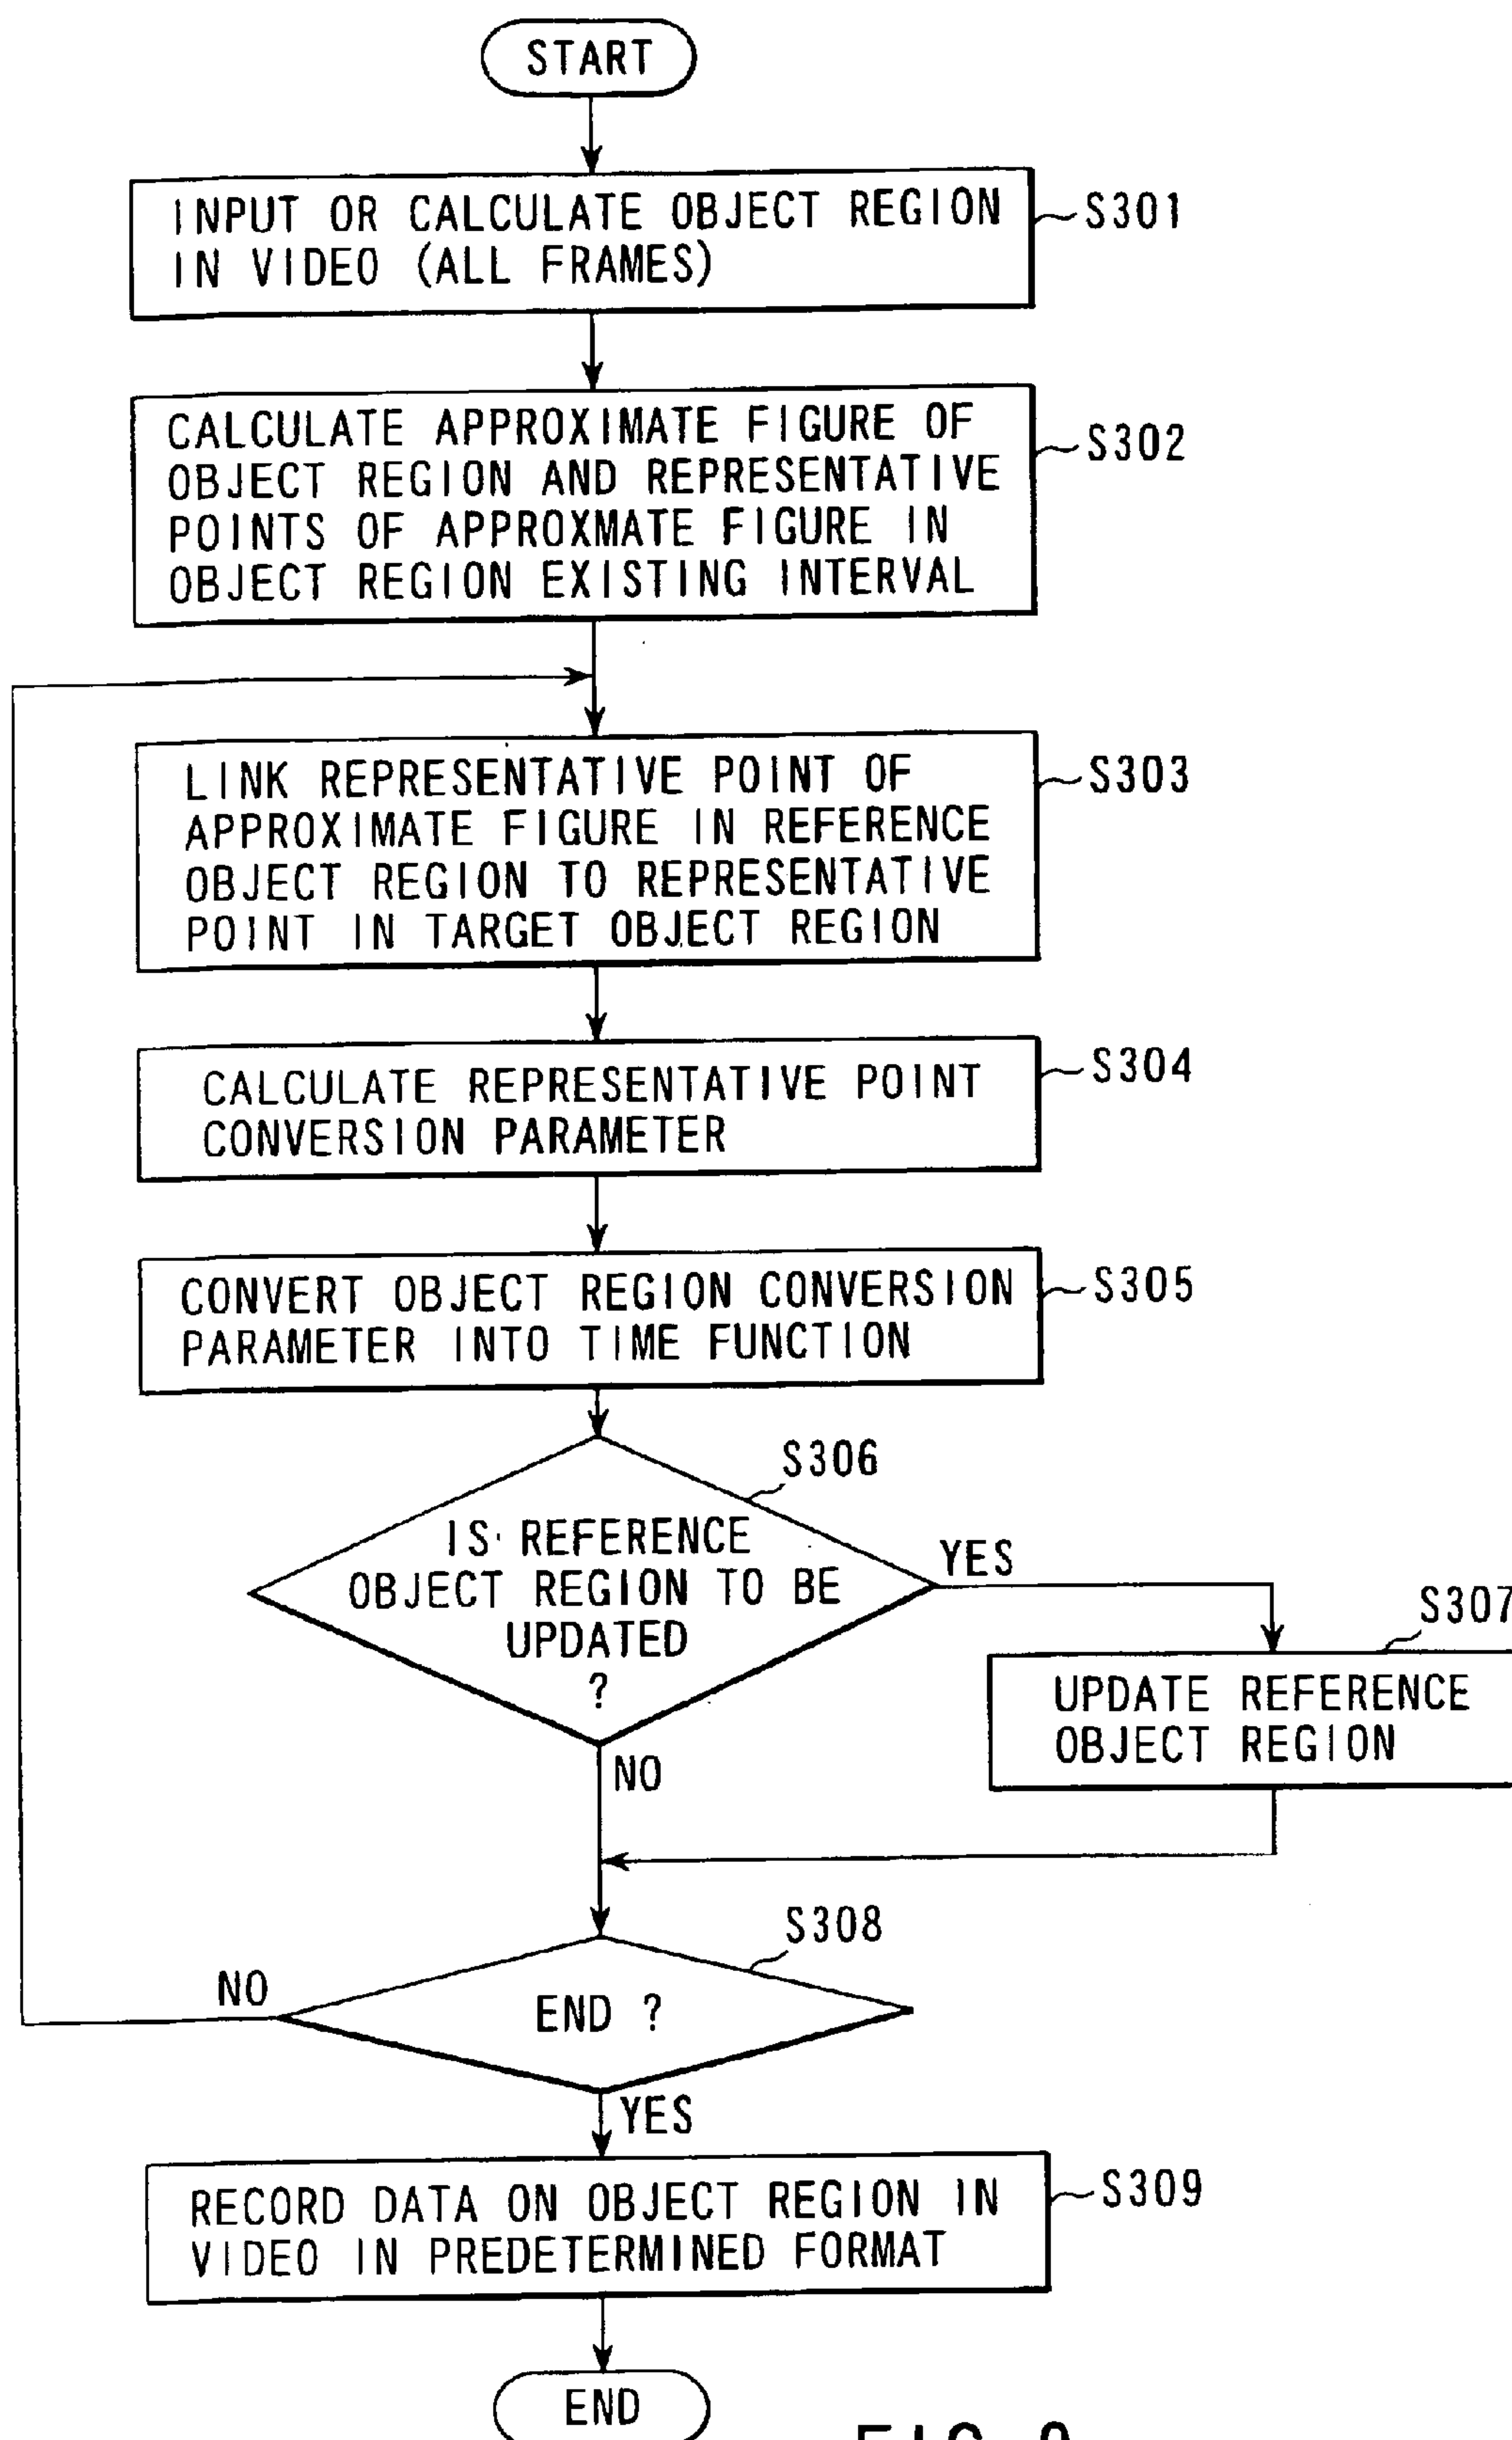 START
INPUT OR CALCULATE OBJECT REGION
IN VIDEO (ALL FRAMES)
S301
CALCULATE APPROXIMATE FIGURE OF
OBJECT REGION AND REPRESENTATIVE
POINTS OF APPROXMATE FIGURE IN
OBJECT REGION EXISTING INTERVAL
S302
LINK REPRESENTATIVE POINT OF
APPROXIMATE FIGURE IN REFERENCE
OBJECT REGION TO REPRESENTATIVE
POINT IN TARGET OBJECT REGION
S303
CALCULATE REPRESENTATIVE POINT
CONVERSION PARAMETER
S304
CONVERT OBJECT REGION CONVERSION
PARAMETER INTO TIME FUNCTION
S305
S306
IS REFERENCE
OBJECT REGION TO BE
UPDATED
?
YES
S307
UPDATE REFERENCE
OBJECT REGION
NO
S308
END ?
NO
YES
RECORD DATA ON OBJECT REGION IN
VIDEO IN PREDETERMINED FORMAT
S309
END